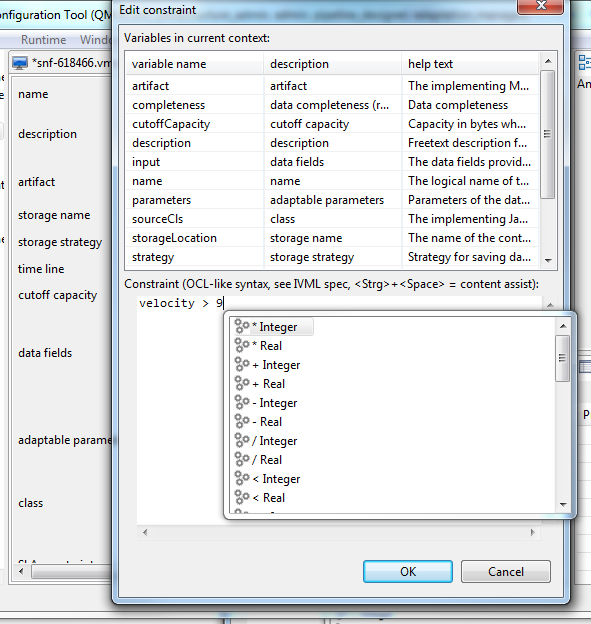 Edit constraint
onfiguration Tool (QM
Runtime Windo
*snf-618466.vm
name
description
artifact
storage name
storage strategy
time line
cutoff capacity
data fields
adaptable parame
class
Variables in current context:
variable name description help text
artifact artifact The implementing M...
completeness data completeness (r... Data completeness
cutoffCapacity cutoff capacity Capacity in bytes wh...
description description Freetext description f...
input data fields The data fields provid...
name name The logical name of t...
parameters adaptable parameters Parameters of the dat...
sourceCls class The implementing Ja...
storageLocation storage name The name of the cont...
strategy storage strategy Strategy for saving da...
Constraint (OCL-like syntax, see IVML spec, <Strg>+<Space> = content assist):
velocity > 9
* Integer
* Real
+ Integer
+ Real
- Integer
- Real
/ Integer
/ Real
< Integer
< Real
OK Cancel
An
P